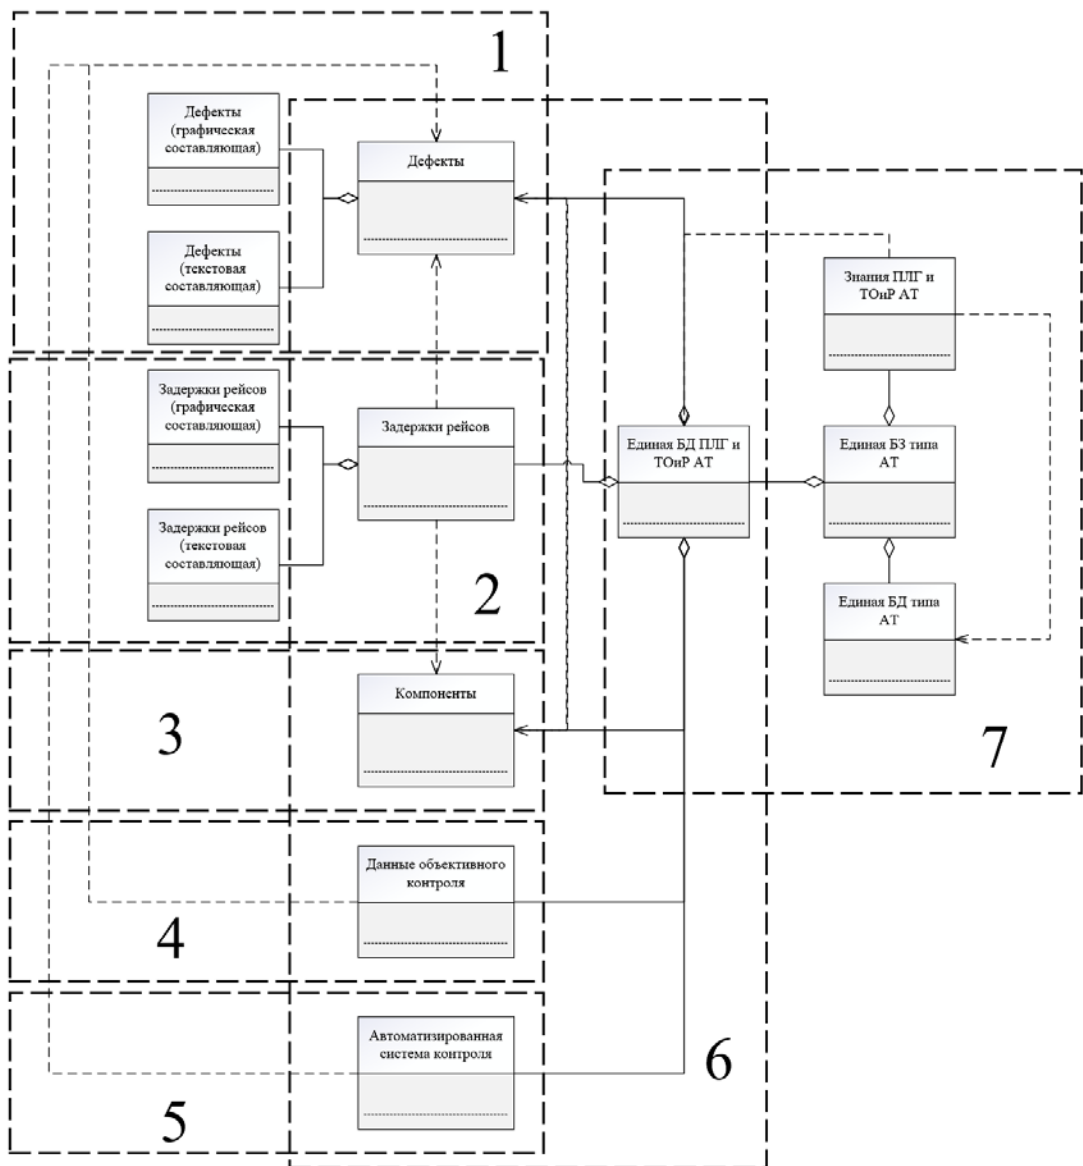 1
Дефекты
(графическая
составляющая)
Дефекты
Дефекты
(текстовая
составляющая)
Знания ПЛГ и
ТОиР АТ
Задержки рейсов
(графическая
составляющая)
Задержки рейсов
Единая БД ПЛГ и
ТОиР АТ
Единая БЗ типа
АТ
Задержки рейсов
(текстовая
составляющая)
2
Единая БД типа
АТ
Компоненты
3
7
Данные объективного
контроля
4
Автоматизированная
система контроля
6
5